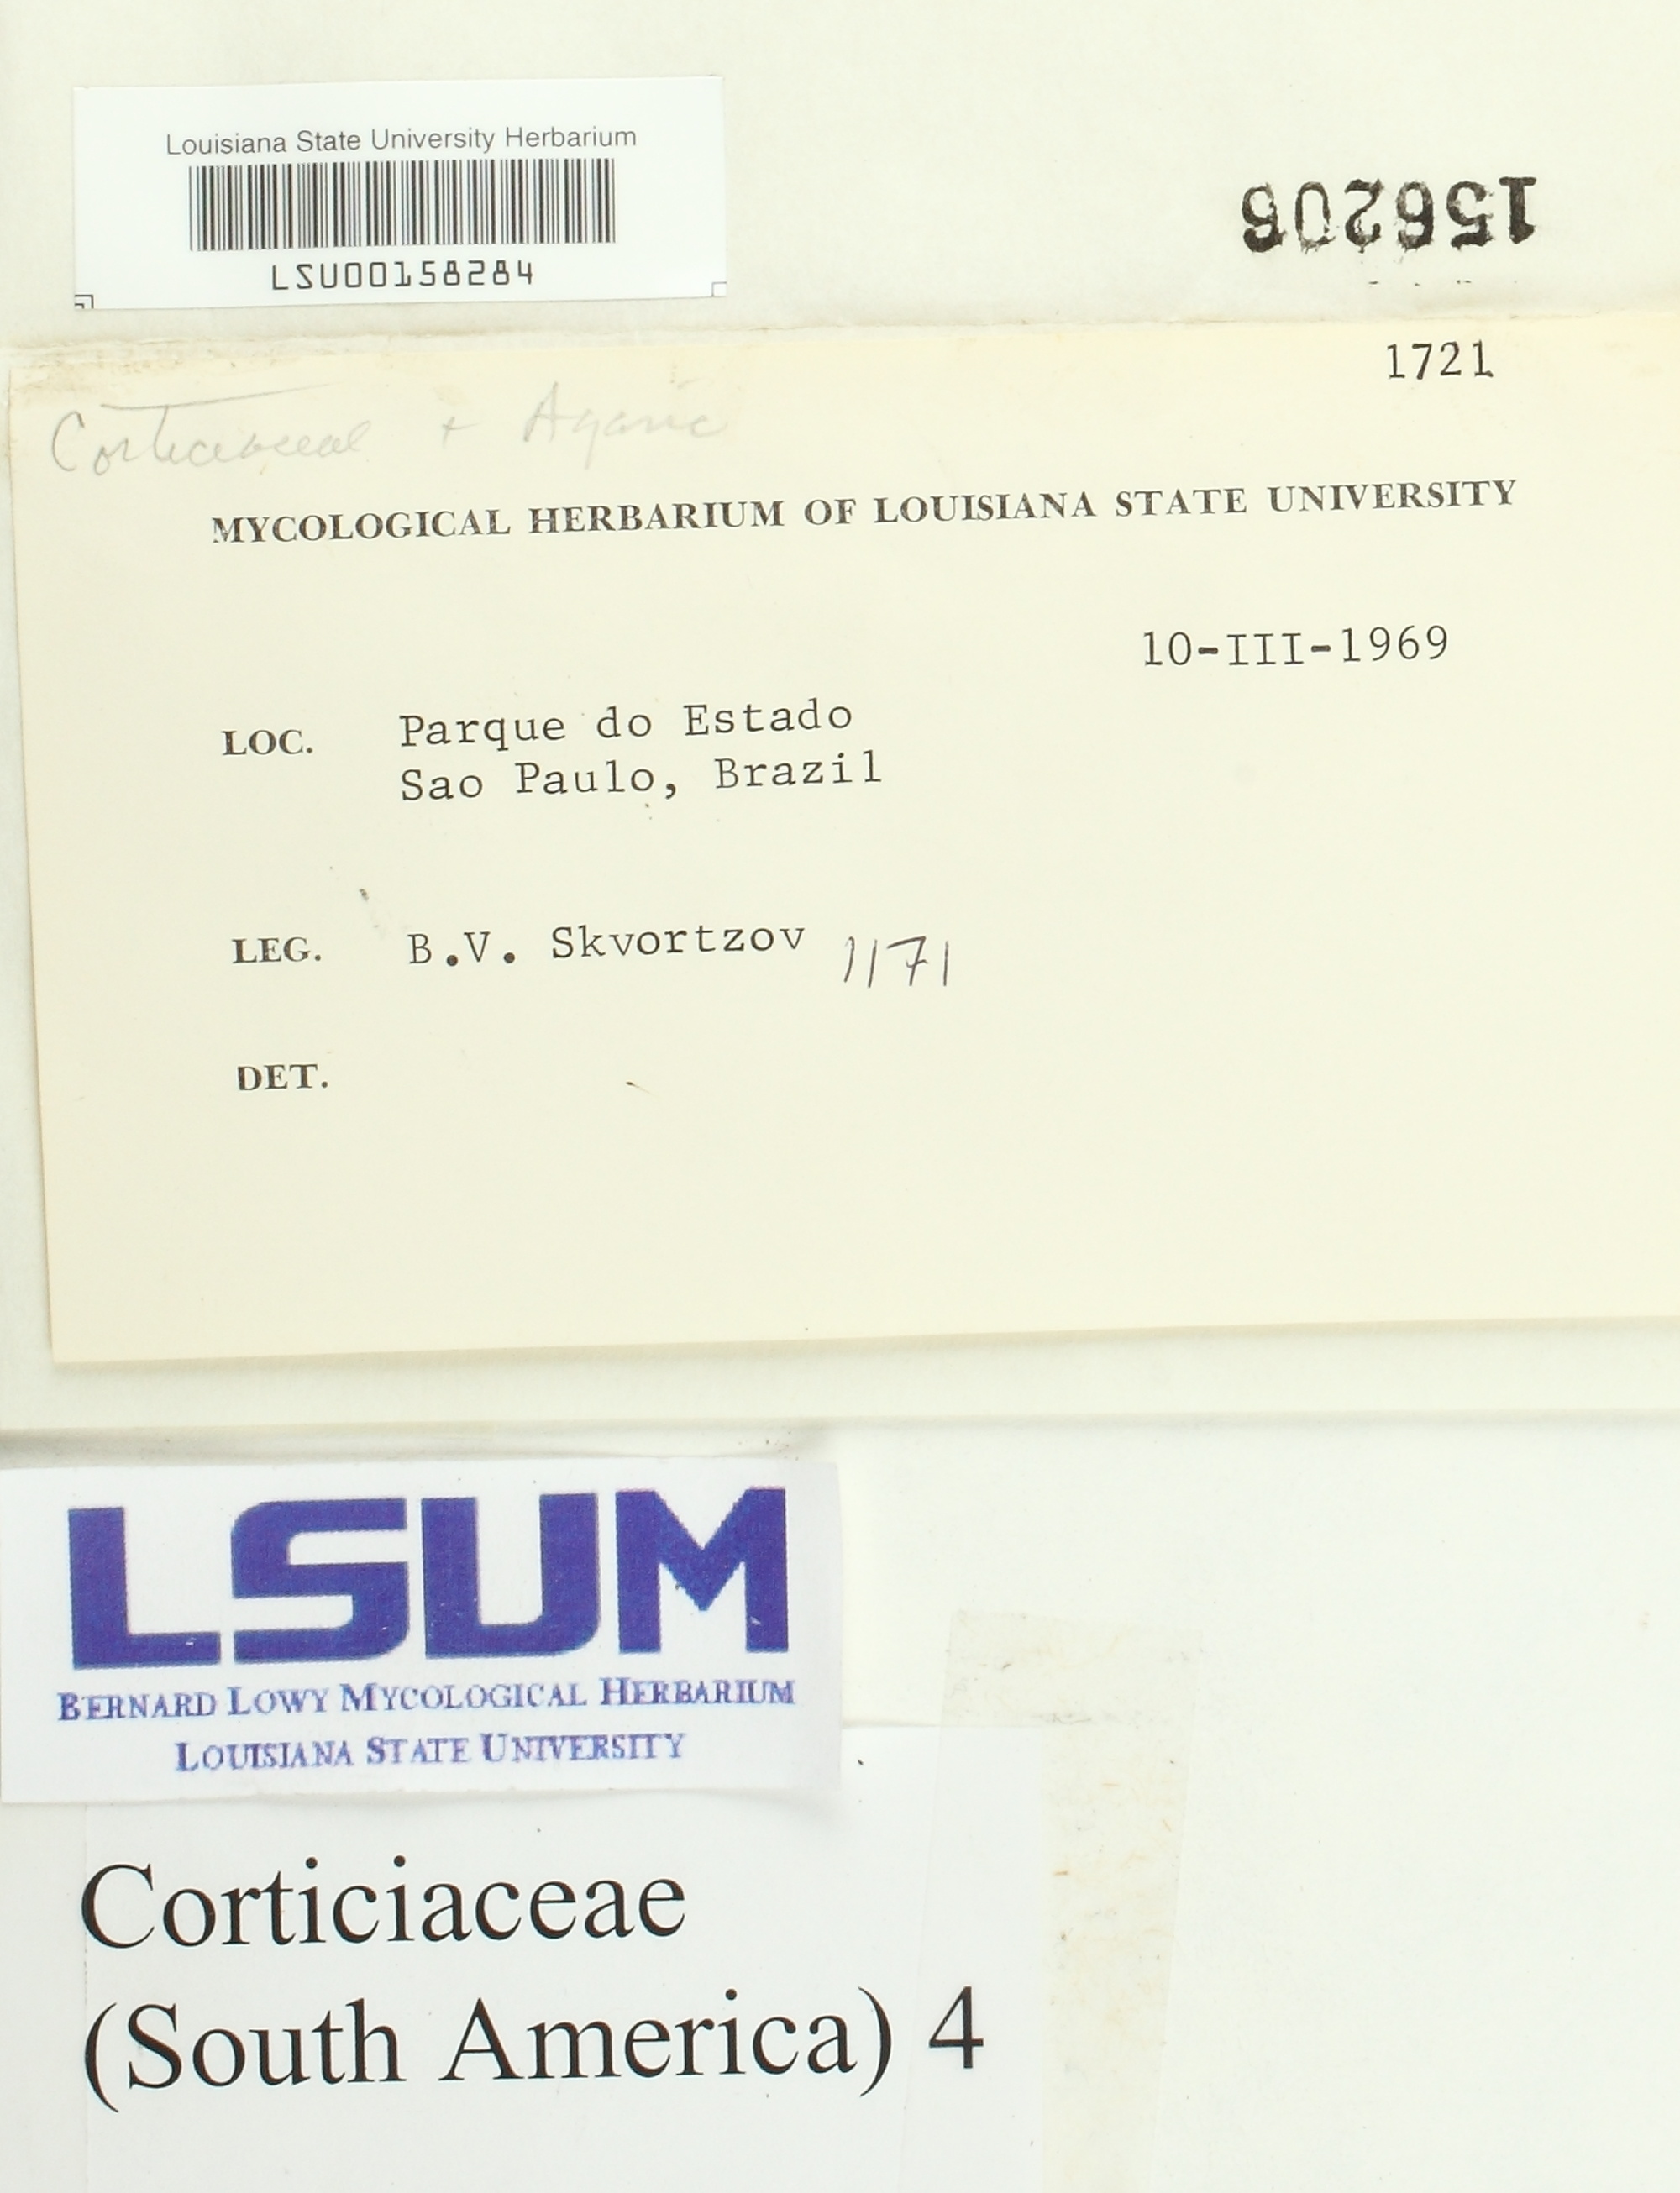 Louisiana State University Herbarium
LSU00158284
156206
1721
Corticiaceae + Agaric
MYCOLOGICAL HERBARIUM OF LOUISIANA STATE UNIVERSITY
10-III-1969
LOC. Parque do Estado
Sao Paulo, Brazil
LEG. B.V. Skvortzov 1171
DET.
LSUM
BERNARD LOWY MYCOLOGICAL HERBARIUM
LOUISIANA STATE UNIVERSITY
Corticiaceae
(South America) 4